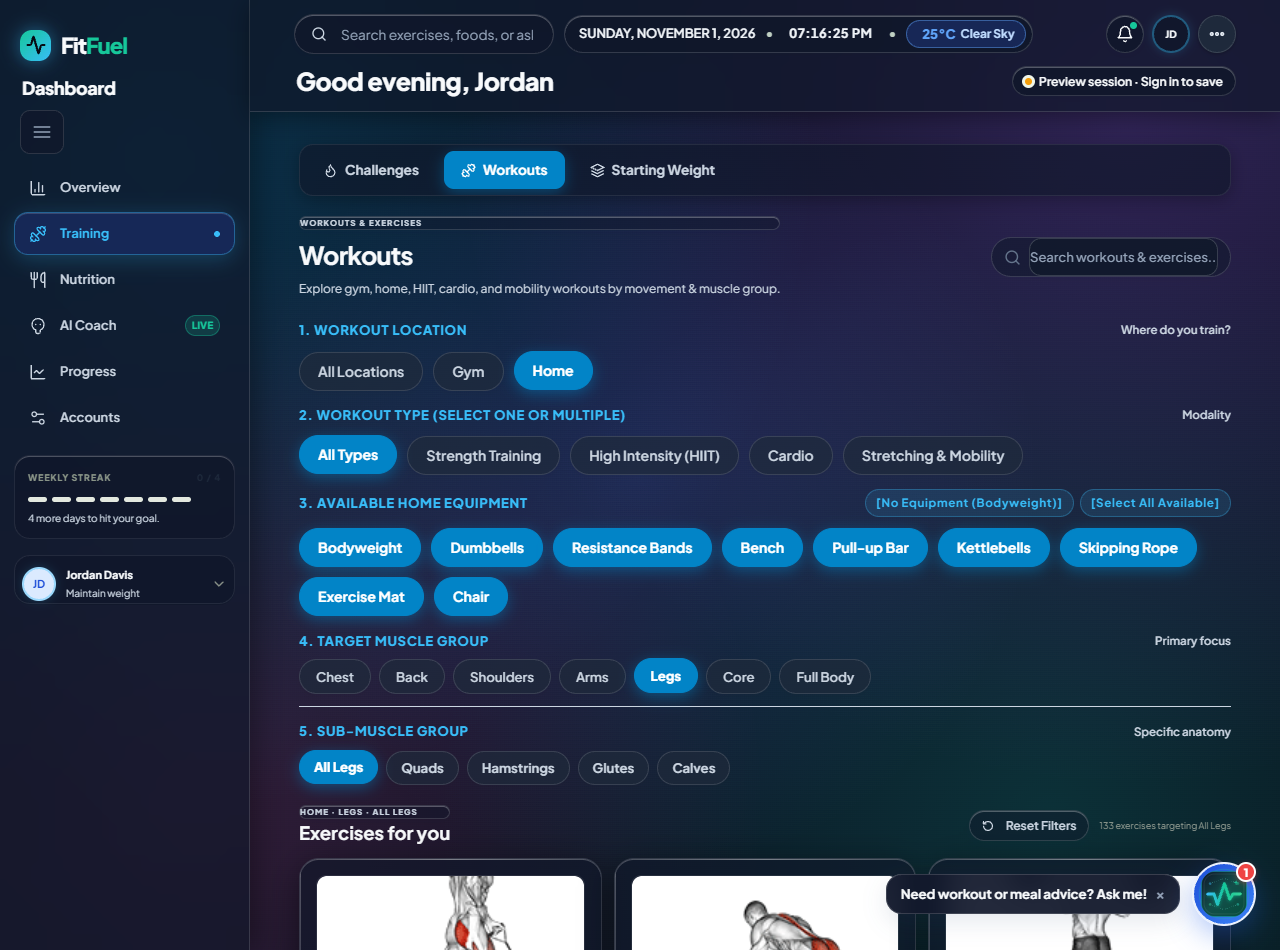 FitFuel
Dashboard
Overview
Training
Nutrition
AI Coach LIVE
Progress
Accounts
WEEKLY STREAK 0 / 4
4 more days to hit your goal.
JD Jordan Davis
Maintain weight
Search exercises, foods, or asl
SUNDAY, NOVEMBER 1, 2026 • 07:16:25 PM • 25°C Clear Sky
JD
Good evening, Jordan
Preview session · Sign in to save
Challenges Workouts Starting Weight
WORKOUTS & EXERCISES
Workouts
Search workouts & exercises..
Explore gym, home, HIIT, cardio, and mobility workouts by movement & muscle group.
1. WORKOUT LOCATION Where do you train?
All Locations Gym Home
2. WORKOUT TYPE (SELECT ONE OR MULTIPLE) Modality
All Types Strength Training High Intensity (HIIT) Cardio Stretching & Mobility
3. AVAILABLE HOME EQUIPMENT [No Equipment (Bodyweight)] [Select All Available]
Bodyweight Dumbbells Resistance Bands Bench Pull-up Bar Kettlebells Skipping Rope
Exercise Mat Chair
4. TARGET MUSCLE GROUP Primary focus
Chest Back Shoulders Arms Legs Core Full Body
5. SUB-MUSCLE GROUP Specific anatomy
All Legs Quads Hamstrings Glutes Calves
HOME · LEGS · ALL LEGS
Exercises for you
Reset Filters 133 exercises targeting All Legs
Need workout or meal advice? Ask me! ×
1